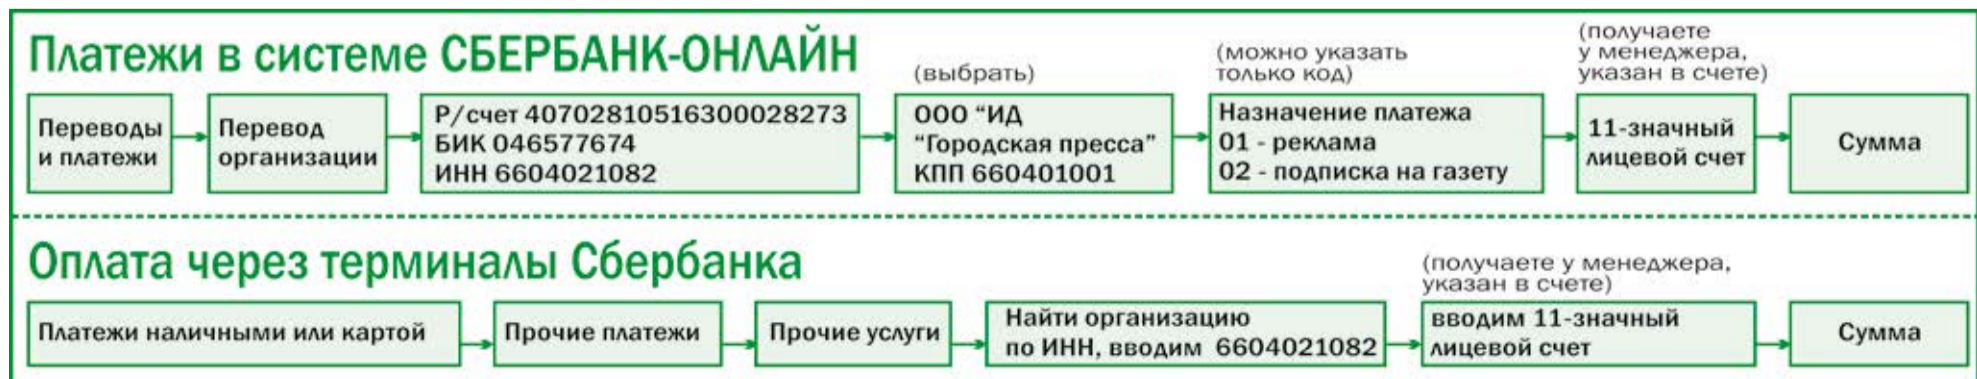 Платежи в системе СБЕРБАНК-ОНЛАЙН
Переводы
и платежи
Перевод
организации
Р/счет 40702810516300028273
БИК 046577674
ИНН 6604021082
(выбрать)
ООО “ИД
“Городская пресса”
КПП 660401001
(можно указать
только код)
Назначение платежа
01 - реклама
02 - подписка на газету
(получаете
у менеджера,
указан в счете)
11-значный
лицевой счет
Сумма
Оплата через терминалы Сбербанка
Платежи наличными или картой
Прочие платежи
Прочие услуги
Найти организацию
по ИНН, вводим 6604021082
(получаете у менеджера,
указан в счете)
вводим 11-значный
лицевой счет
Сумма